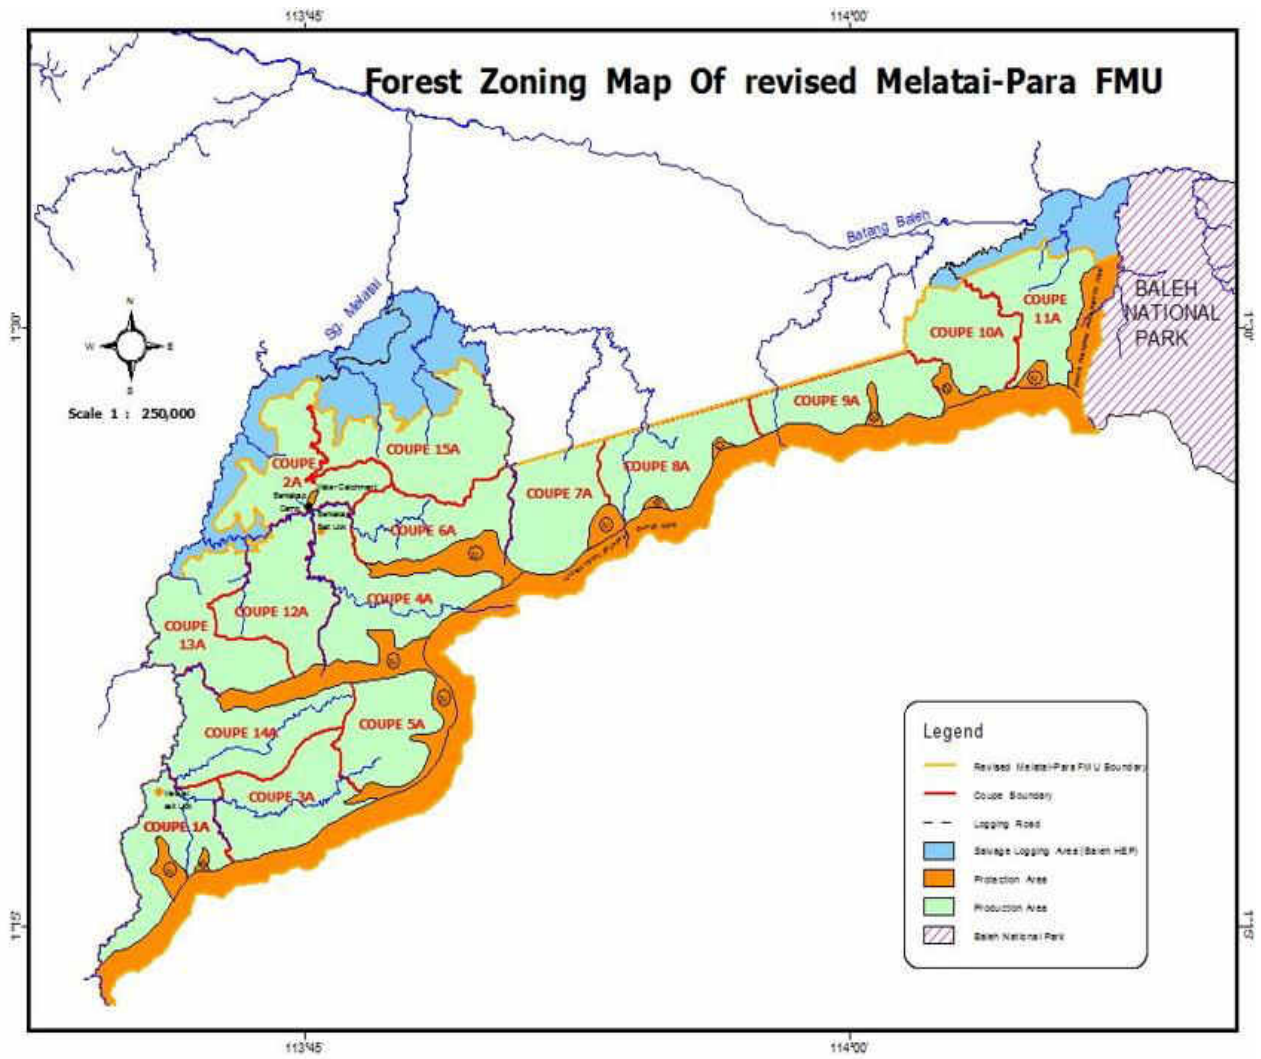 113°45'
114°00'
Forest Zoning Map Of revised Melatai-Para FMU
Batang Baleh
Sg. Melatai
BALEH
NATIONAL
PARK
1°30'
1°30'
N
W
E
S
Scale 1 : 250,000
COUPE
11A
COUPE 10A
COUPE 9A
COUPE 15A
COUPE
2A
COUPE 8A
COUPE 7A
COUPE 6A
COUPE 4A
COUPE 12A
COUPE
13A
COUPE 5A
COUPE 14A
COUPE 3A
COUPE 1A
Legend
Revised Melatai-Para FMU Boundary
Coupe Boundary
Logging Road
Salvage Logging Area (Baleh HEP)
Protection Area
Production Area
Baleh National Park
1°15'
1°15'
113°45'
114°00'